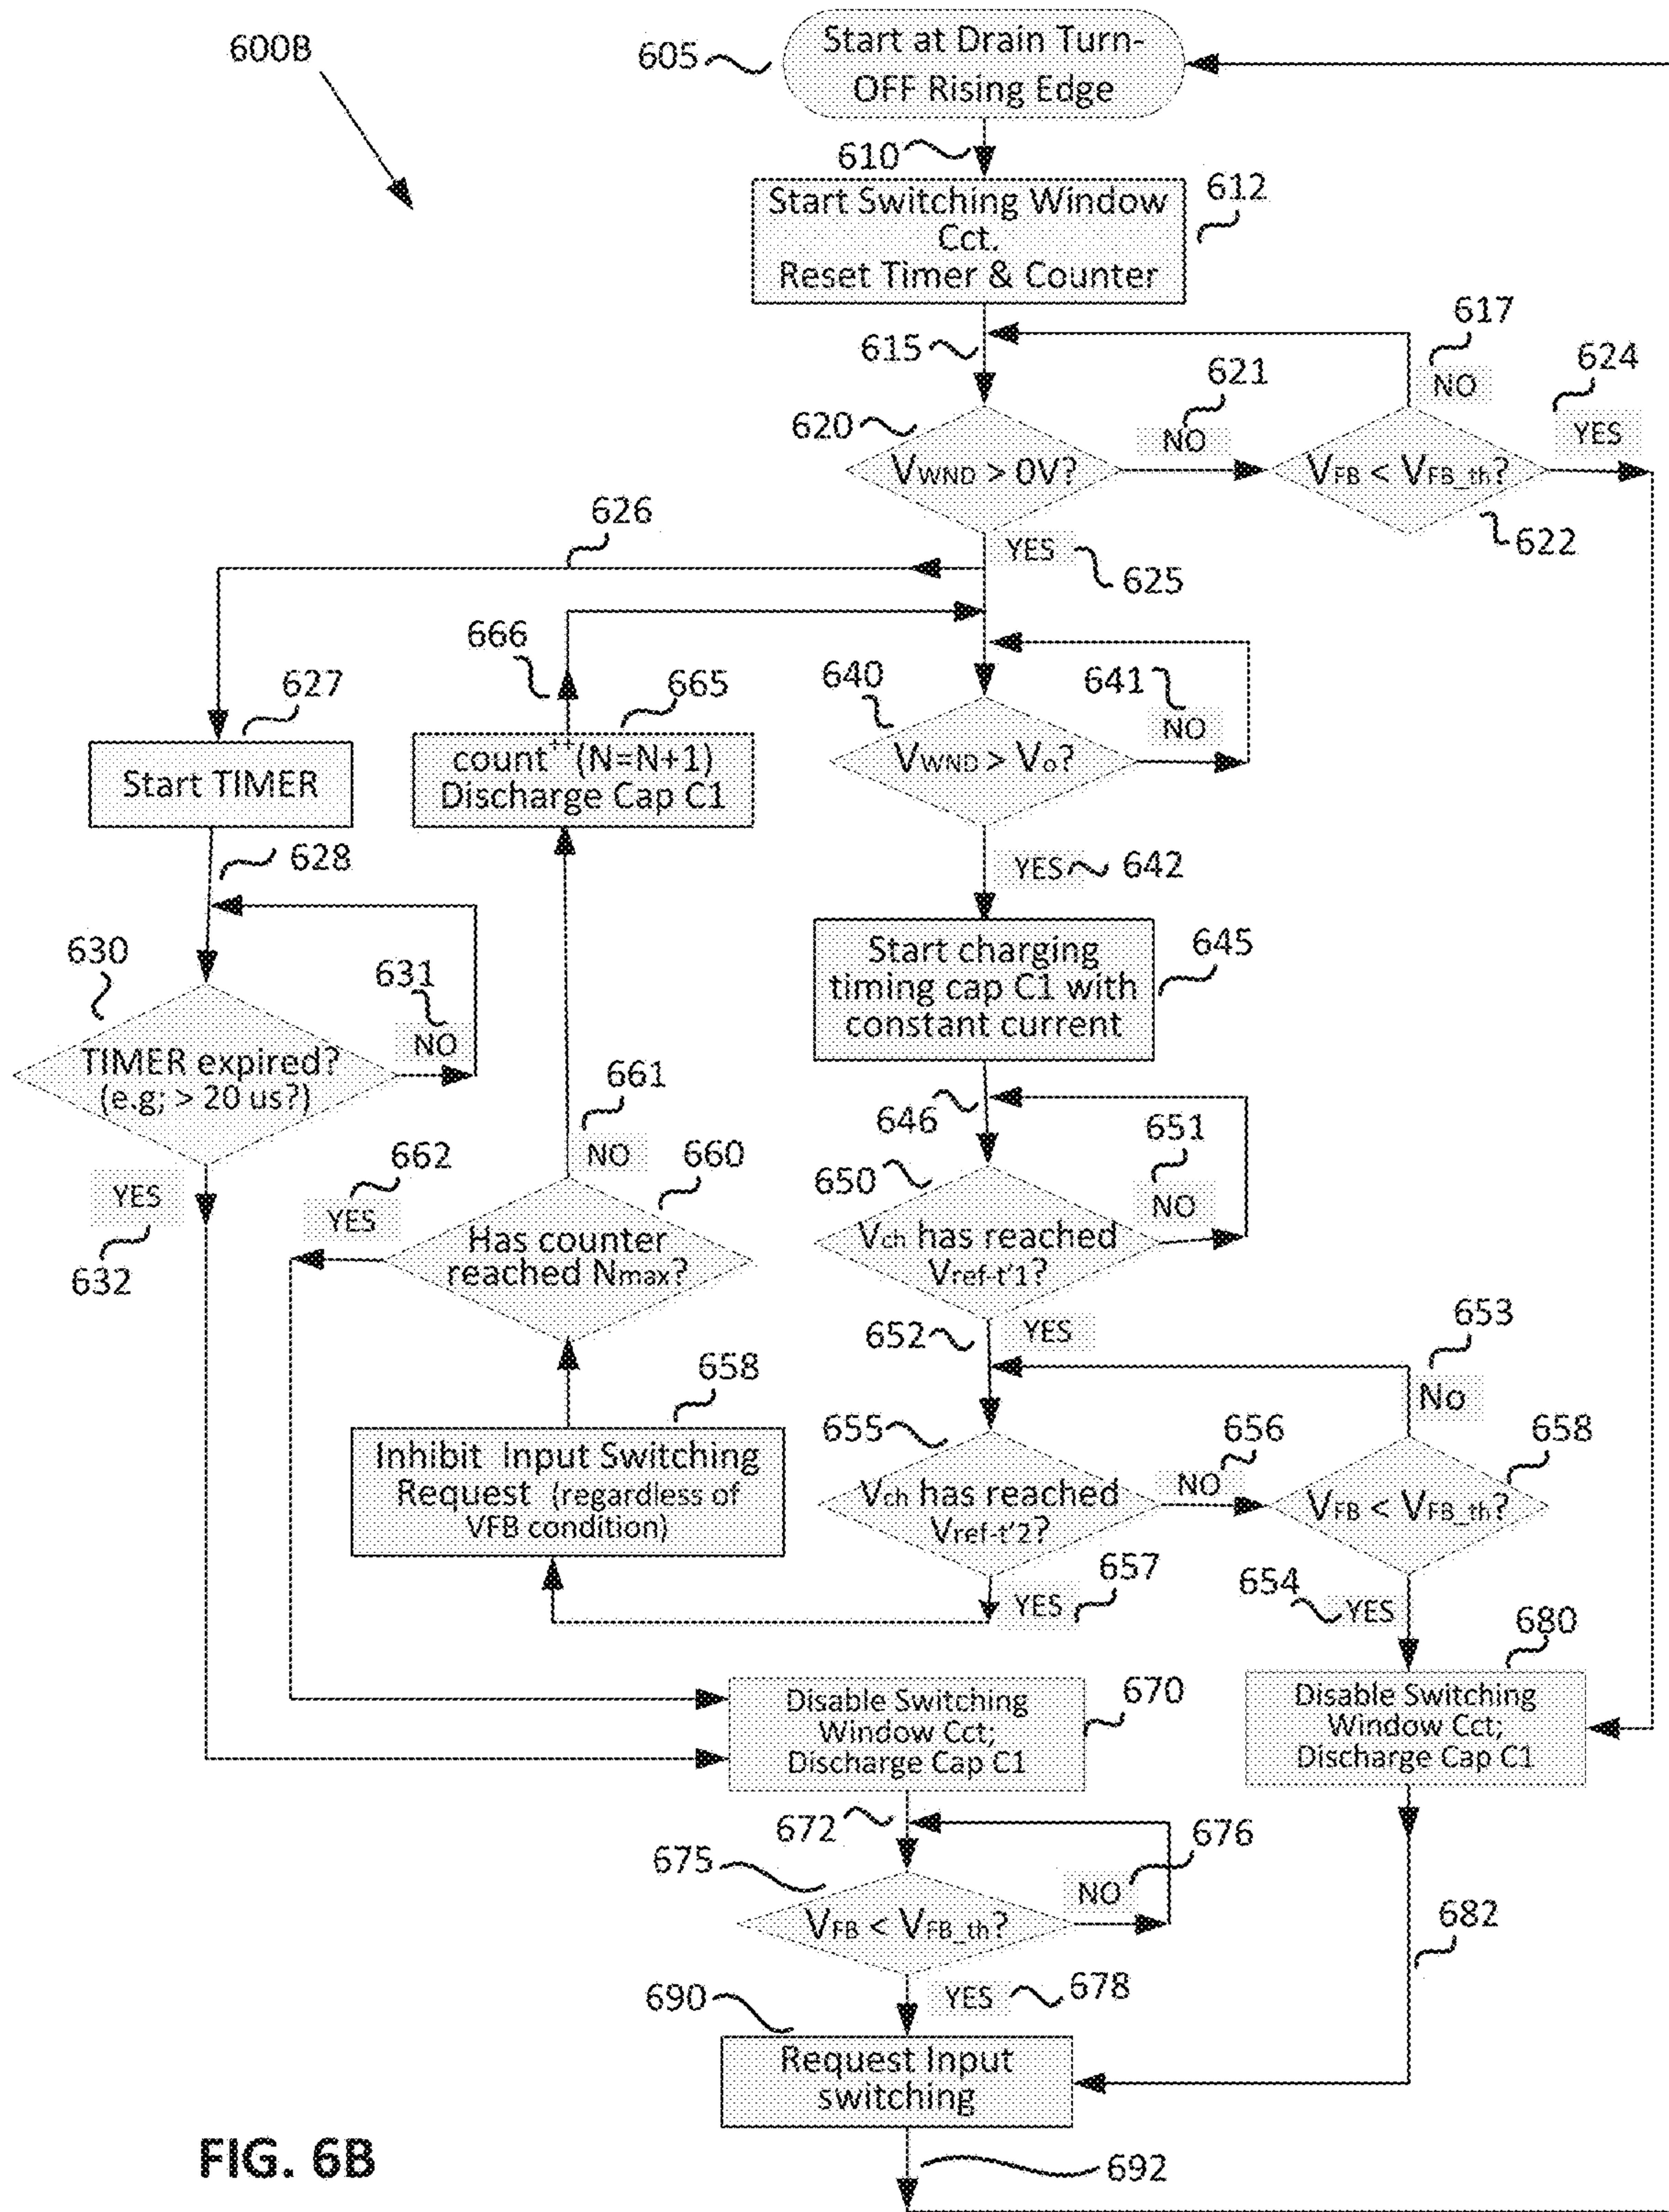 600B
605
Start at Drain Turn-
OFF Rising Edge
610
Start Switching Window
Cct.
Reset Timer & Counter
612
615
617
NO
624
YES
620
VWND > 0V?
621
NO
VFB < VFB_th?
622
626
YES
625
666
665
627
Start TIMER
count++(N=N+1)
Discharge Cap C1
640
VWND > Vo?
641
NO
628
YES
642
630
TIMER expired?
(e.g; > 20 us?)
631
NO
Start charging
timing cap C1 with
constant current
645
646
661
NO
660
662
YES
Has counter
reached Nmax?
YES
632
650
Vch has reached
Vref-t'1?
651
NO
652
YES
653
No
658
Inhibit Input Switching
Request (regardless of
VFB condition)
655
Vch has reached
Vref-t'2?
656
NO
VFB < VFB_th?
658
YES
657
654
YES
680
Disable Switching
Window Cct;
Discharge Cap C1
670
Disable Switching
Window Cct;
Discharge Cap C1
672
675
VFB < VFB_th?
676
NO
682
YES
678
690
Request Input
switching
692
FIG. 6B